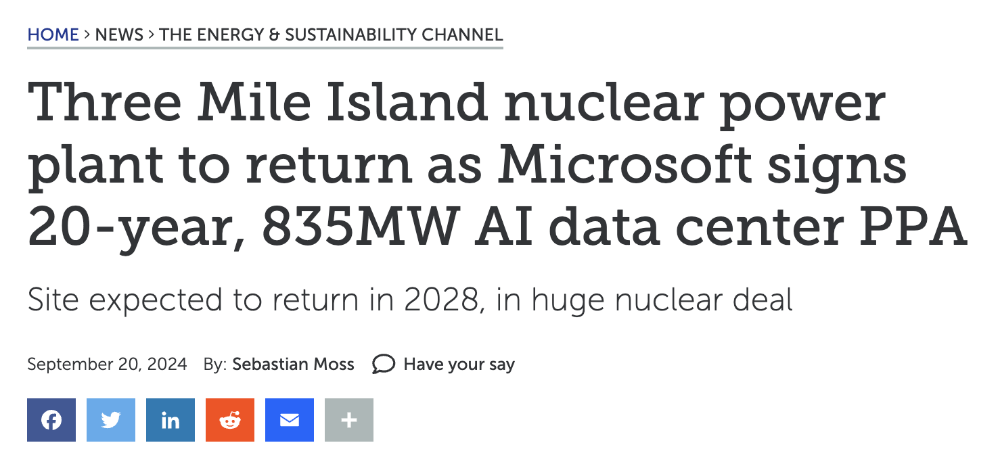 HOME > NEWS > THE ENERGY & SUSTAINABILITY CHANNEL
Three Mile Island nuclear power
plant to return as Microsoft signs
20-year, 835MW AI data center PPA
Site expected to return in 2028, in huge nuclear deal
September 20, 2024 By: Sebastian Moss Have your say